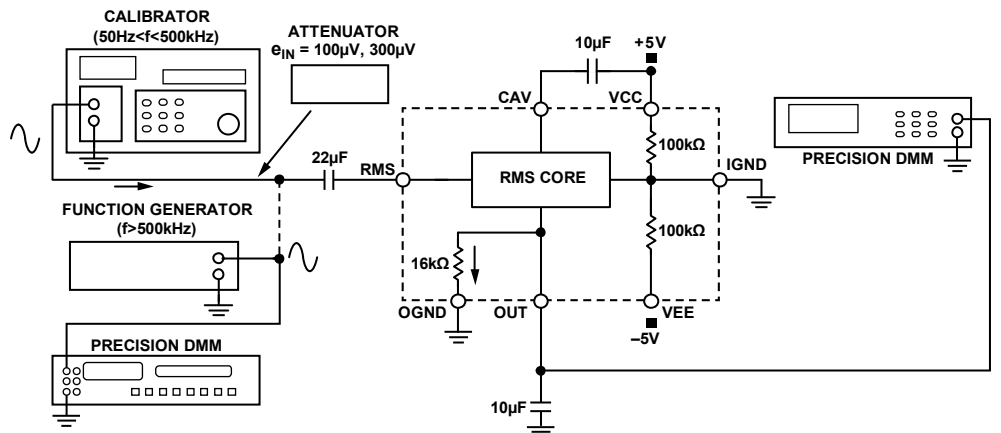 CALIBRATOR
(50Hz<f<500kHz)
ATTENUATOR
eIN = 100µV, 300µV
10µF
+5V
CAV
VCC
100kΩ
PRECISION DMM
22µF
RMS
RMS CORE
IGND
FUNCTION GENERATOR
(f>500kHz)
100kΩ
16kΩ
OGND
OUT
VEE
–5V
PRECISION DMM
10µF